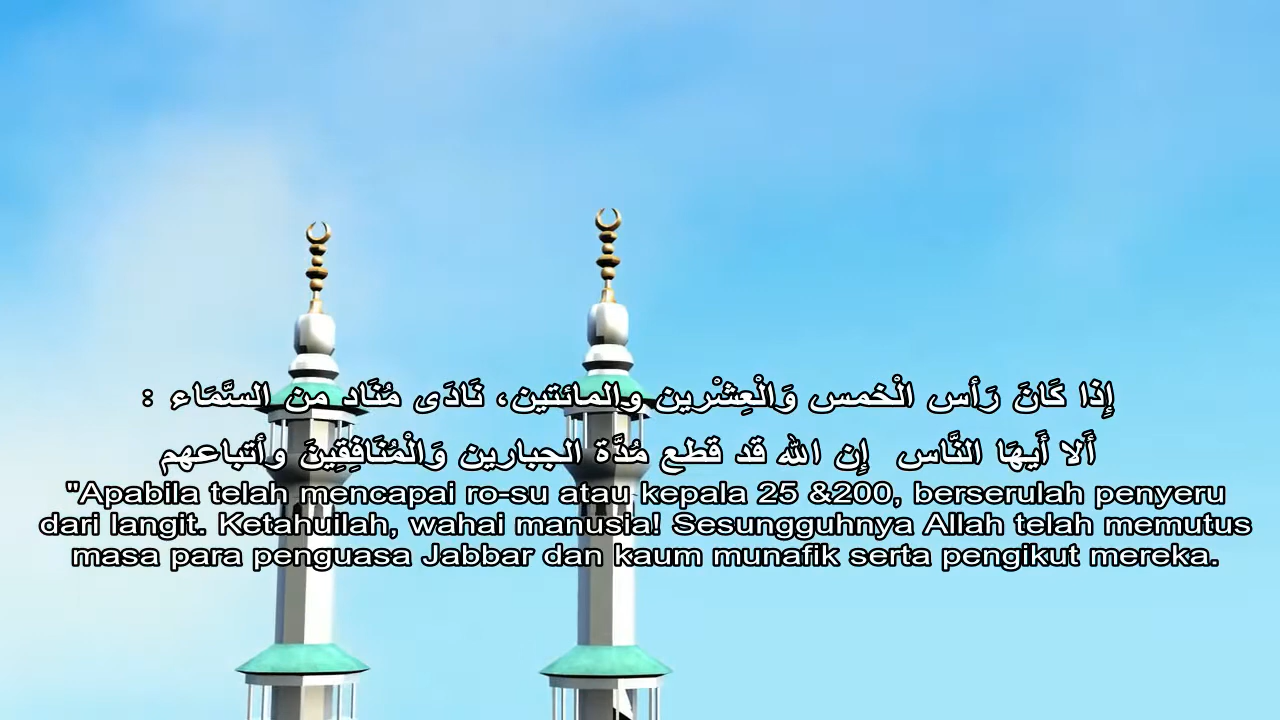 إِذا كَانَ رَأس الْخمس وَالْعِشْرين والمائتين، نَادَى مُنَاد من السَّمَاء :
أَلا أَيهَا النَّاس إِن الله قد قطع مُدَّة الجبارين وَالْمُنَافِقِينَ وأتباعهم
"Apabila telah mencapai ro-su atau kepala 25 &200, berserulah penyeru
dari langit. Ketahuilah, wahai manusia! Sesungguhnya Allah telah memutus
masa para penguasa Jabbar dan kaum munafik serta pengikut mereka.